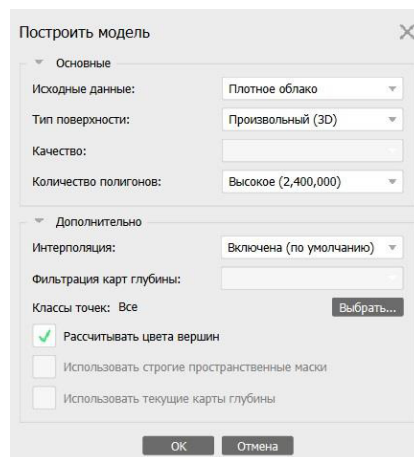 Построить модель
Основные
Исходные данные: Плотное облако
Тип поверхности: Произвольный (3D)
Качество:
Количество полигонов: Высокое (2,400,000)
Дополнительно
Интерполяция: Включена (по умолчанию)
Фильтрация карт глубины:
Классы точек: Все Выбрать...
Рассчитывать цвета вершин
Использовать строгие пространственные маски
Использовать текущие карты глубины
OK Отмена